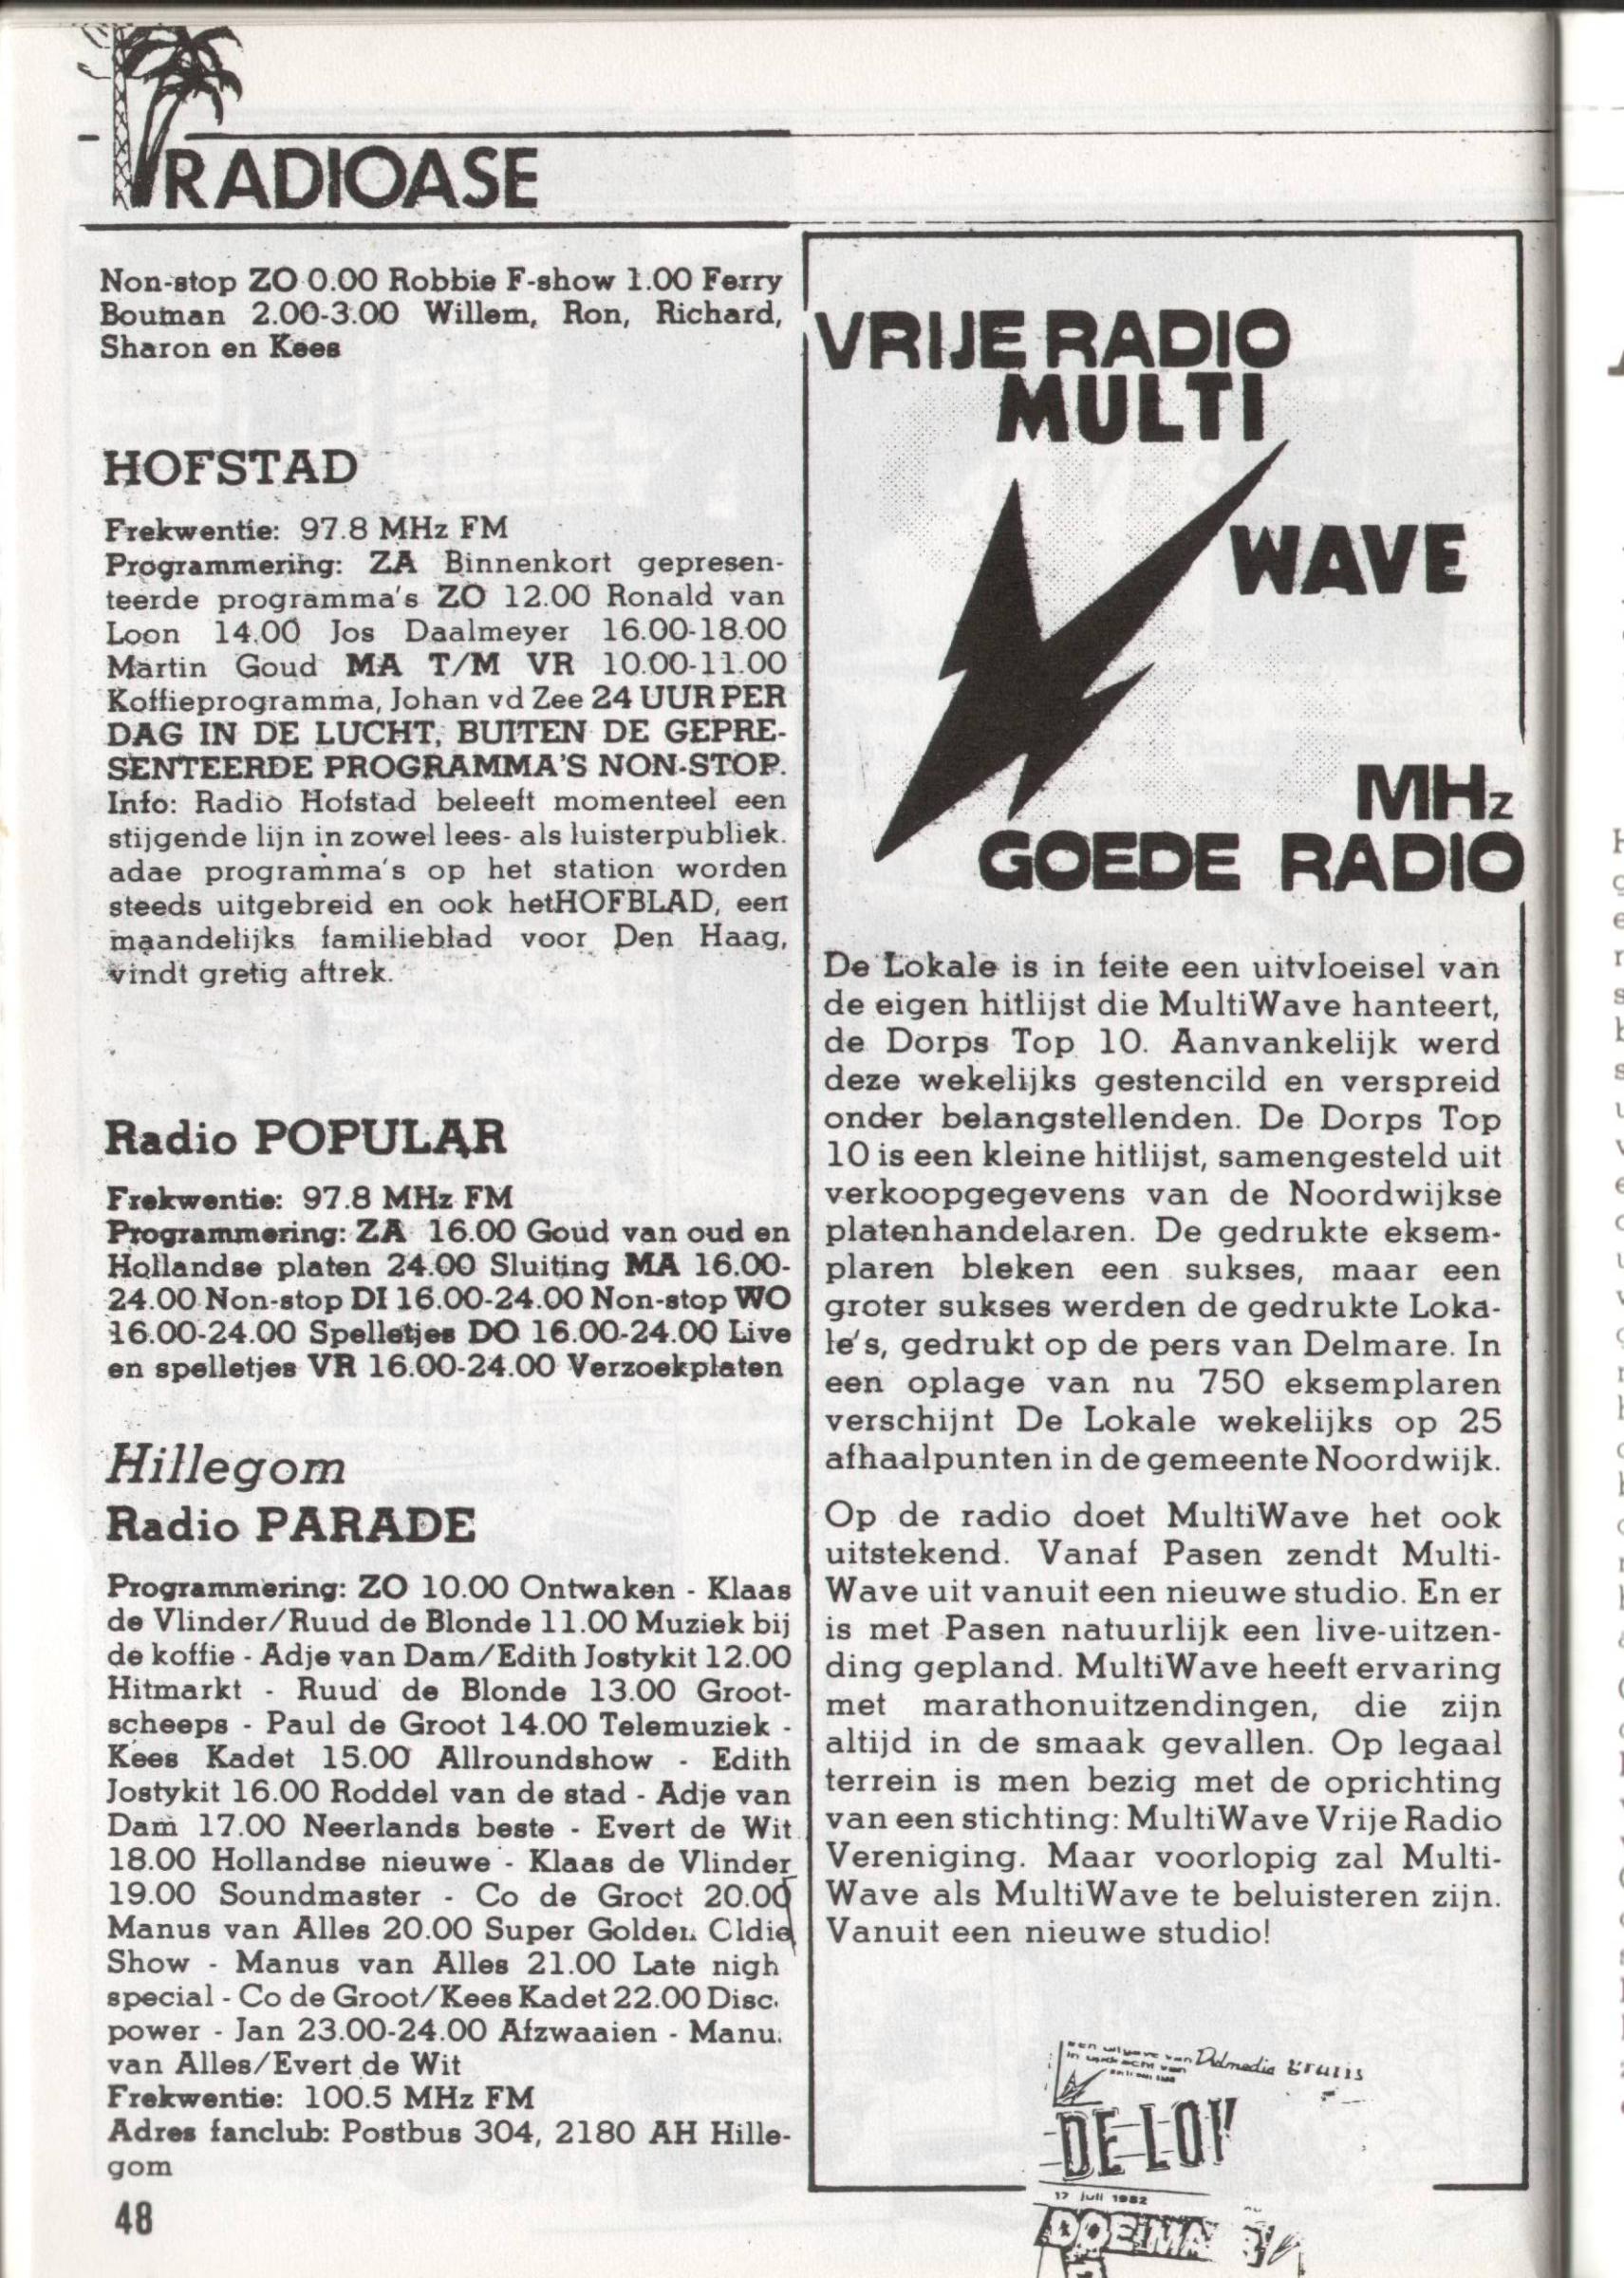 RADIOASE
Non-stop ZO 0.00 Robbie F-show 1.00 Ferry
Bouman 2.00-3.00 Willem, Ron, Richard,
Sharon en Kees
HOFSTAD
Frekwentie: 97.8 MHz FM
Programmering: ZA Binnenkort gepresen-
teerde programma's ZO 12.00 Ronald van
Loon 14.00 Jos Daalmeyer 16.00-18.00
Martin Goud MA T/M VR 10.00-11.00
Koffieprogramma, Johan vd Zee 24 UUR PER
DAG IN DE LUCHT, BUITEN DE GEPRE-
SENTEERDE PROGRAMMA'S NON-STOP.
Info: Radio Hofstad beleeft momenteel een
stijgende lijn in zowel lees- als luisterpubliek.
adae programma's op het station worden
steeds uitgebreid en ook hetHOFBLAD, een
maandelijks familieblad voor Den Haag,
vindt gretig aftrek.
Radio POPULAR
Frekwentie: 97.8 MHz FM
Programmering: ZA 16.00 Goud van oud en
Hollandse platen 24.00 Sluiting MA 16.00-
24.00 Non-stop DI 16.00-24.00 Non-stop WO
16.00-24.00 Spelletjes DO 16.00-24.00 Live
en spelletjes VR 16.00-24.00 Verzoekplaten
Hillegom
Radio PARADE
Programmering: ZO 10.00 Ontwaken - Klaas
de Vlinder/Ruud de Blonde 11.00 Muziek bij
de koffie - Adje van Dam/Edith Jostykit 12.00
Hitmarkt - Ruud de Blonde 13.00 Groot-
scheeps - Paul de Groot 14.00 Telemuziek -
Kees Kadet 15.00 Allroundshow - Edith
Jostykit 16.00 Roddel van de stad - Adje van
Dam 17.00 Neerlands beste - Evert de Wit
18.00 Hollandse nieuwe - Klaas de Vlinder
19.00 Soundmaster - Co de Groot 20.00
Manus van Alles 20.00 Super Golden Oldie
Show - Manus van Alles 21.00 Late nigh
special - Co de Groot/Kees Kadet 22.00 Disc
power - Jan 23.00-24.00 Afzwaaien - Manu
van Alles/Evert de Wit
Frekwentie: 100.5 MHz FM
Adres fanclub: Postbus 304, 2180 AH Hille-
gom
48
VRIJE RADIO
MULTI
WAVE
MHz
GOEDE RADIO
De Lokale is in feite een uitvloeisel van
de eigen hitlijst die MultiWave hanteert,
de Dorps Top 10. Aanvankelijk werd
deze wekelijks gestencild en verspreid
onder belangstellenden. De Dorps Top
10 is een kleine hitlijst, samengesteld uit
verkoopgegevens van de Noordwijkse
platenhandelaren. De gedrukte eksem-
plaren bleken een sukses, maar een
groter sukses werden de gedrukte Loka-
le's, gedrukt op de pers van Delmare. In
een oplage van nu 750 eksemplaren
verschijnt De Lokale wekelijks op 25
afhaalpunten in de gemeente Noordwijk.
Op de radio doet MultiWave het ook
uitstekend. Vanaf Pasen zendt Multi-
Wave uit vanuit een nieuwe studio. En er
is met Pasen natuurlijk een live-uitzen-
ding gepland. MultiWave heeft ervaring
met marathonuitzendingen, die zijn
altijd in de smaak gevallen. Op legaal
terrein is men bezig met de oprichting
van een stichting: MultiWave Vrije Radio
Vereniging. Maar voorlopig zal Multi-
Wave als MultiWave te beluisteren zijn.
Vanuit een nieuwe studio!
een uitgave van Delmedia gratis
in opdracht van
DE LOK
17 juli 1982